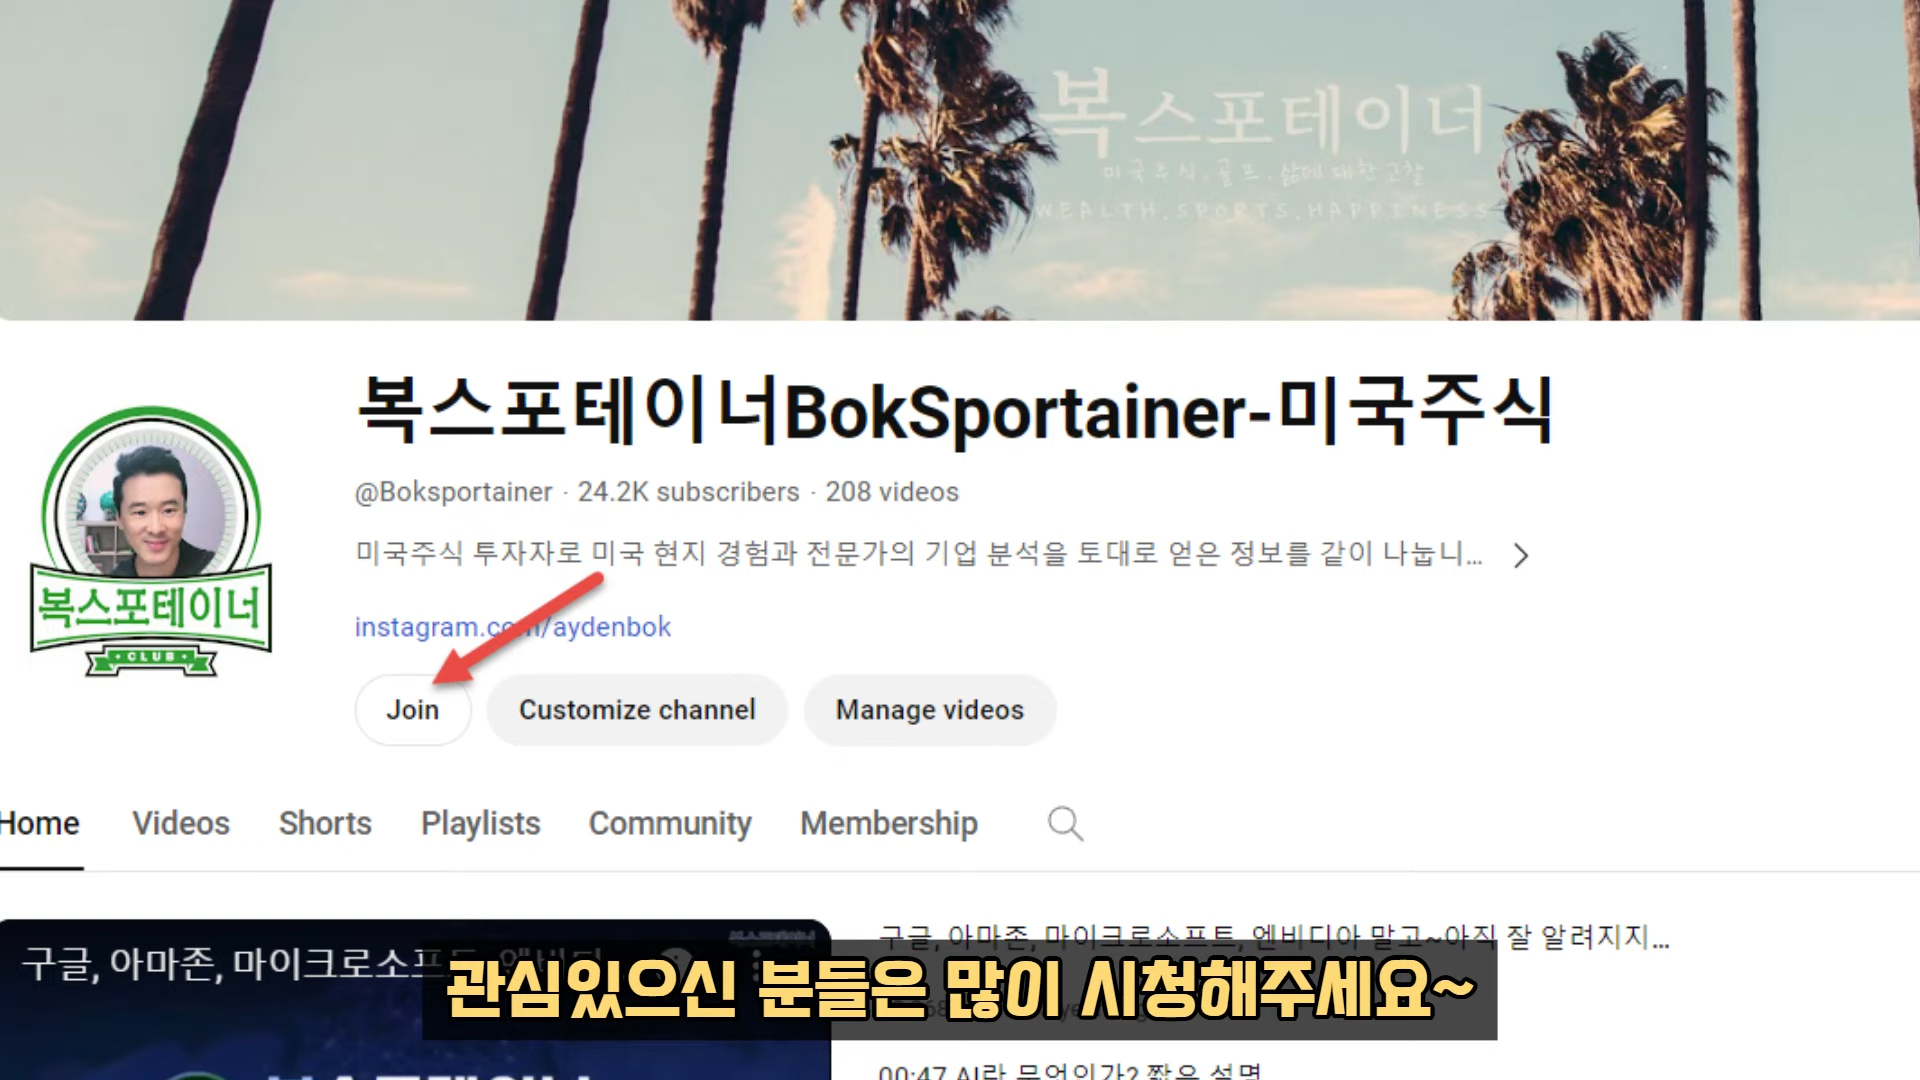 복스포테이너
미국주식.골프.삶에 대한 고찰
WEALTH.SPORTS.HAPPINESS
복스포테이너BokSportainer-미국주식
@Boksportainer · 24.2K subscribers · 208 videos
미국주식 투자자로 미국 현지 경험과 전문가의 기업 분석을 토대로 얻은 정보를 같이 나눕니...
instagram.com/aydenbok
복스포테이너
CLUB
Join
Customize channel
Manage videos
Home
Videos
Shorts
Playlists
Community
Membership
구글, 아마존, 마이크로소프트, 엔비디
구글, 아마존, 마이크로소프트, 엔비디아 말고~아직 잘 알려지지...
관심있으신 분들은 많이 시청해주세요~
00:47 AI란 무엇인가? 짧은 설명